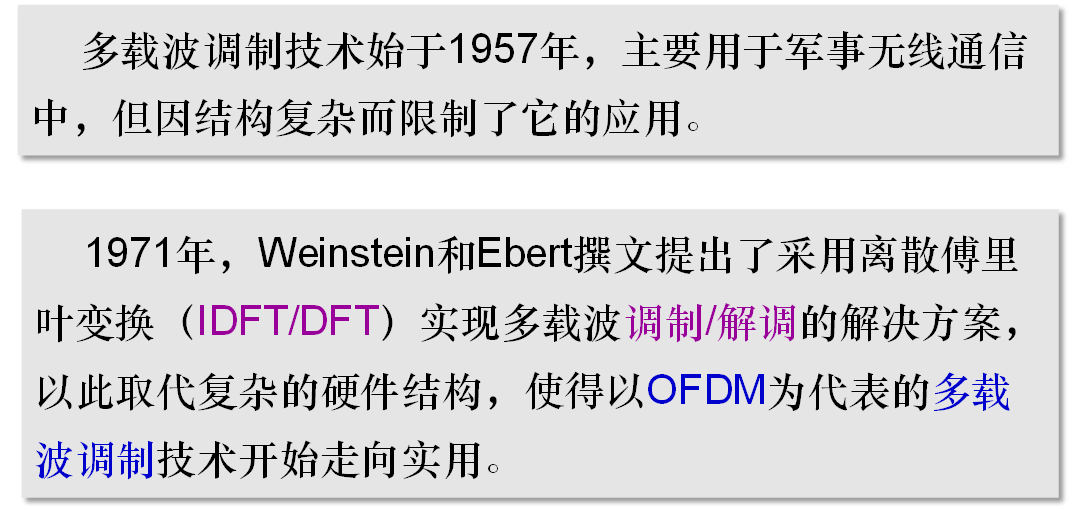 多载波调制技术始于1957年，主要用于军事无线通信
中，但因结构复杂而限制了它的应用。
1971年，Weinstein和Ebert撰文提出了采用离散傅里
叶变换（IDFT/DFT）实现多载波调制/解调的解决方案，
以此取代复杂的硬件结构，使得以OFDM为代表的多载
波调制技术开始走向实用。